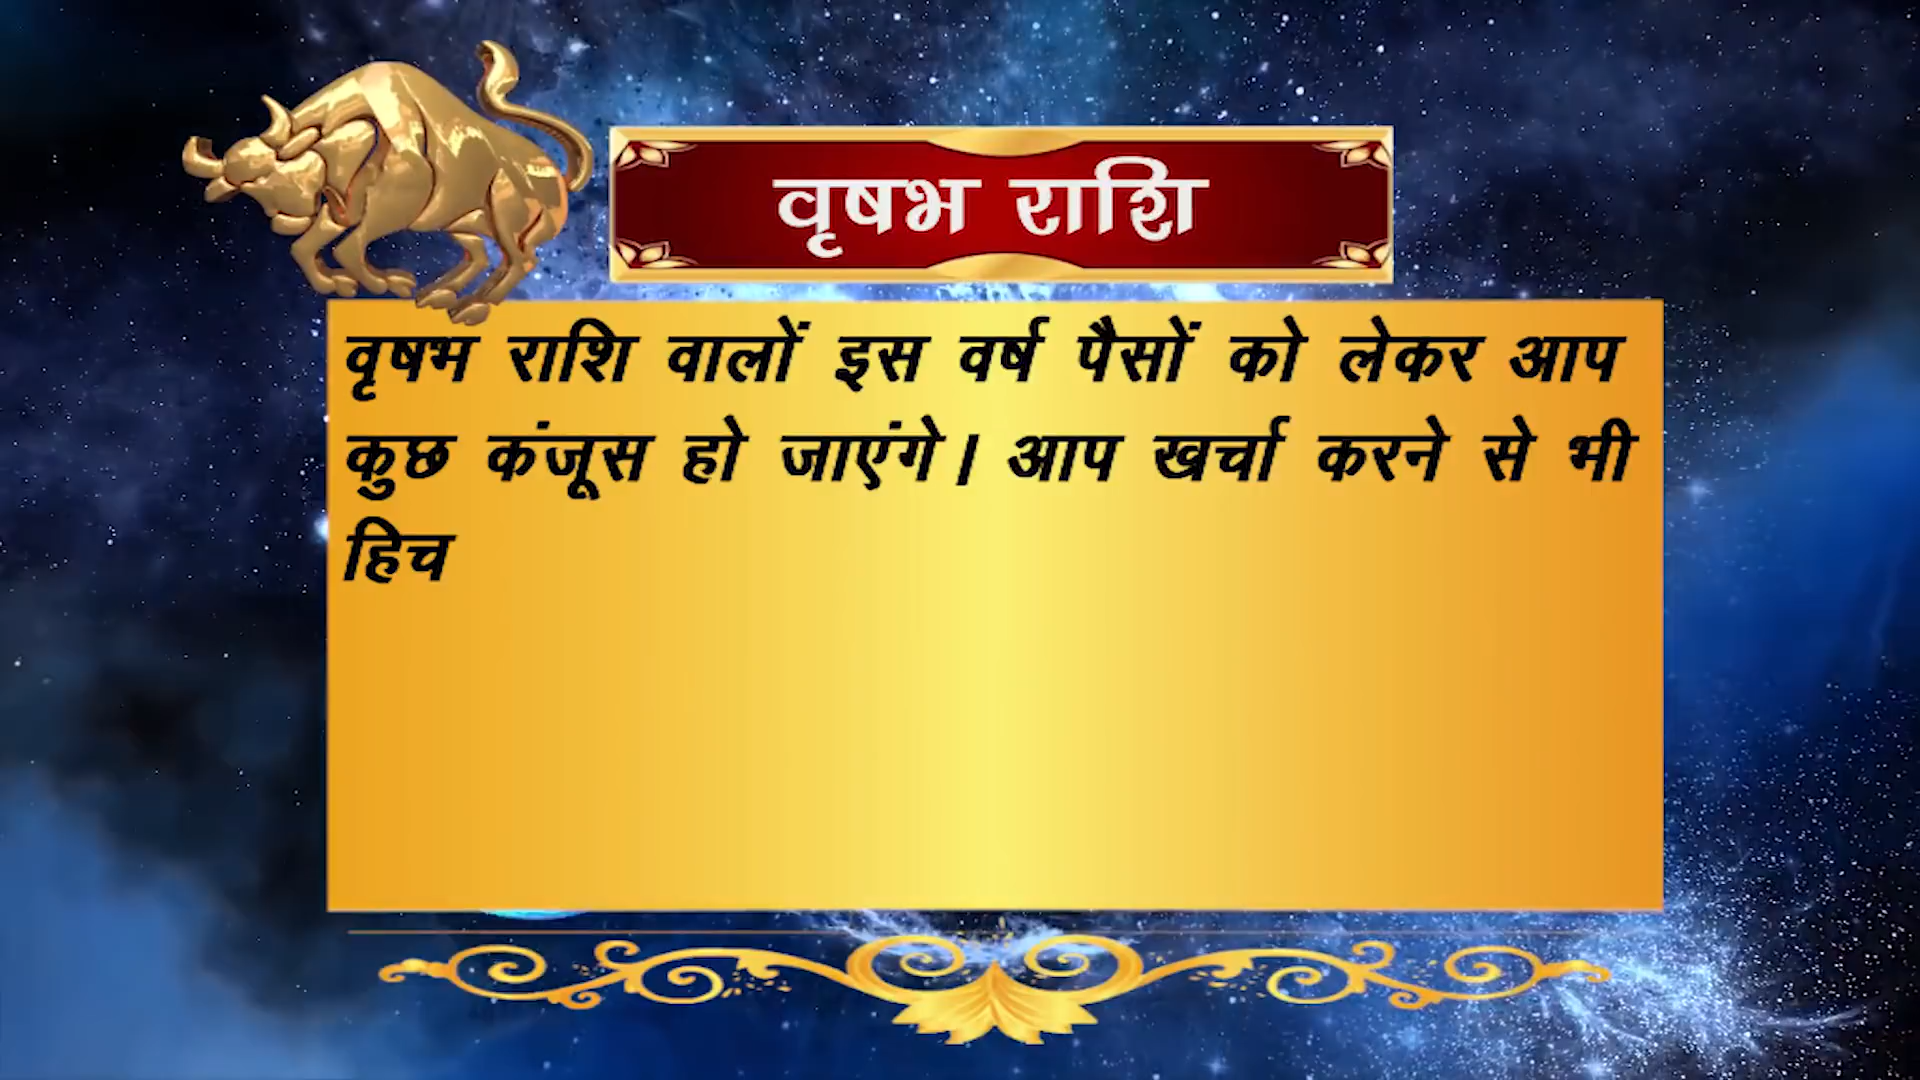 वृषभ राशि
वृषभ राशि वालों इस वर्ष पैसों को लेकर आप
कुछ कंजूस हो जाएंगे। आप खर्चा करने से भी
हिच